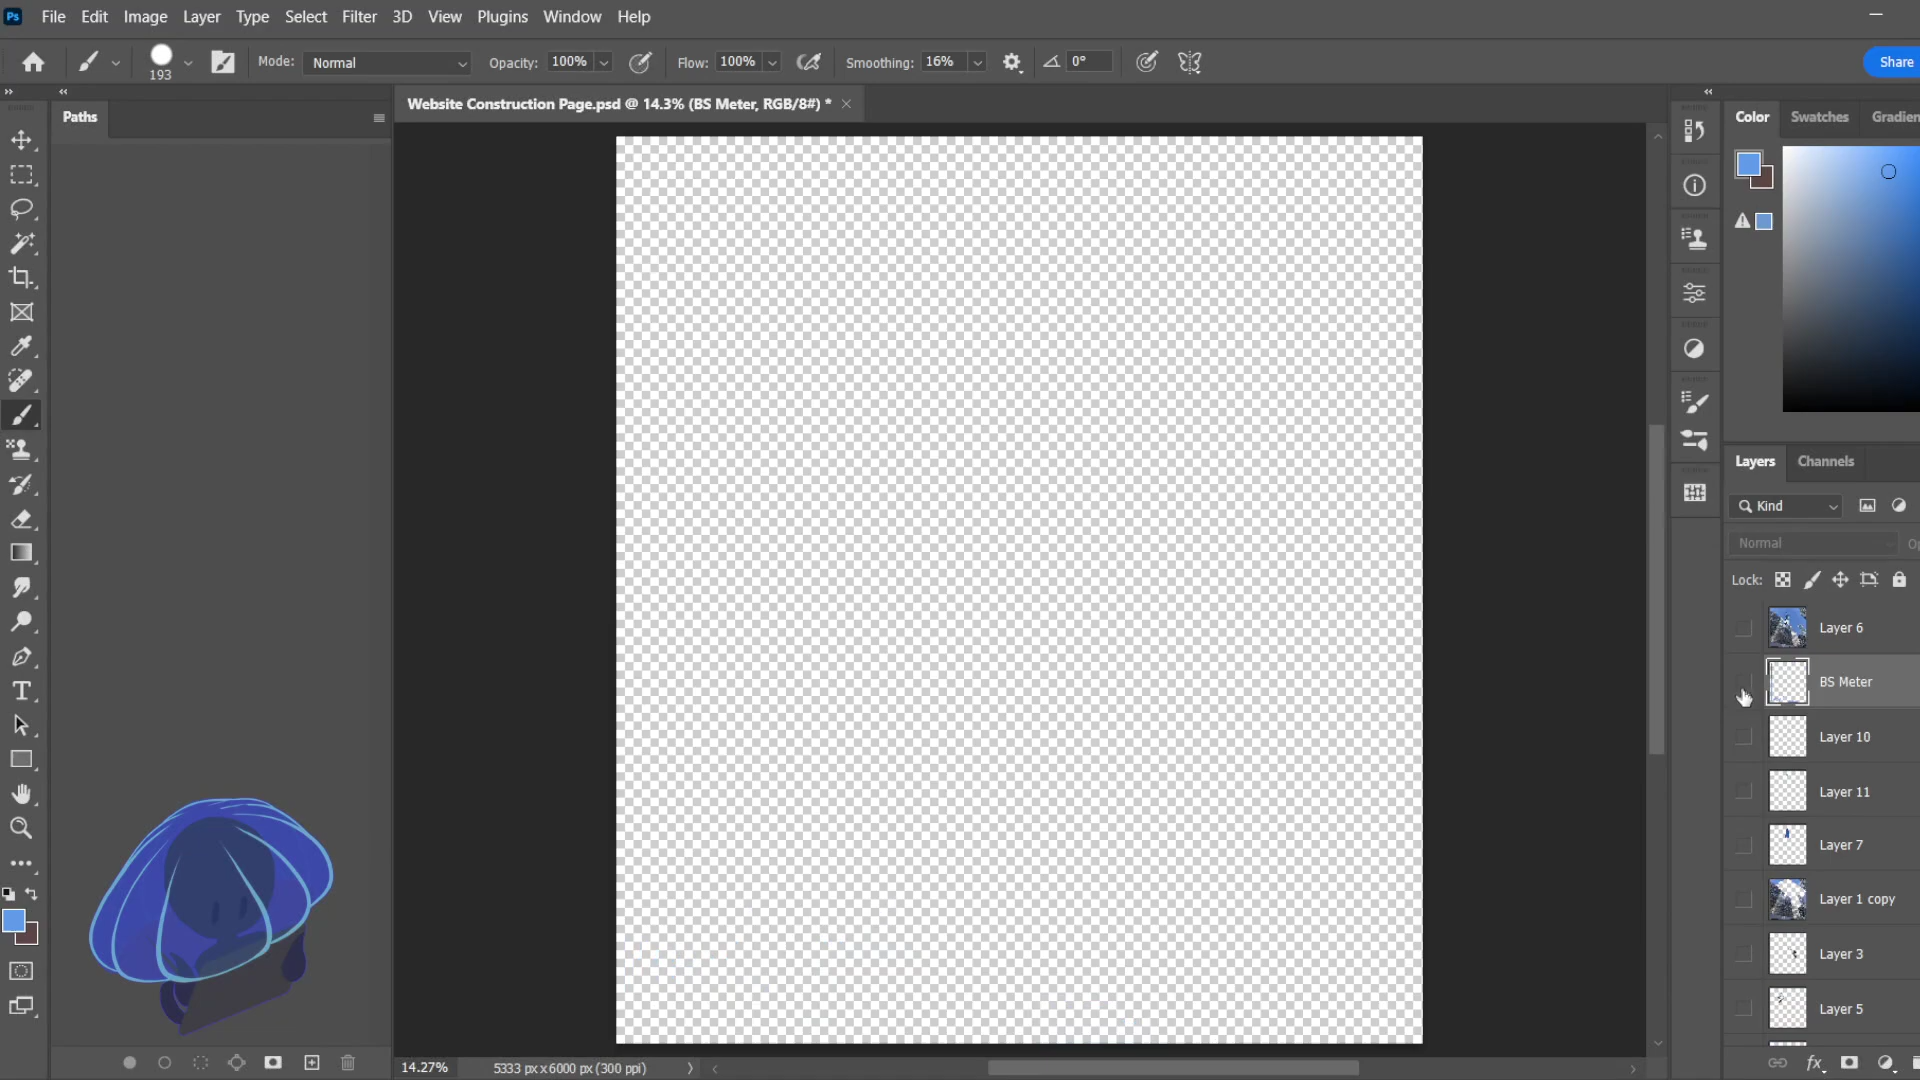 Ps File Edit Image Layer Type Select Filter 3D View Plugins Window Help
193 Mode: Normal Opacity: 100% Flow: 100% Smoothing: 16% 0° Share
Paths
Website Construction Page.psd @ 14.3% (BS Meter, RGB/8#) *
Color Swatches Gradien
Layers Channels
Kind
Normal Op
Lock:
Layer 6
BS Meter
Layer 10
Layer 11
Layer 7
Layer 1 copy
Layer 3
Layer 5
14.27% 5333 px x 6000 px (300 ppi)
fx